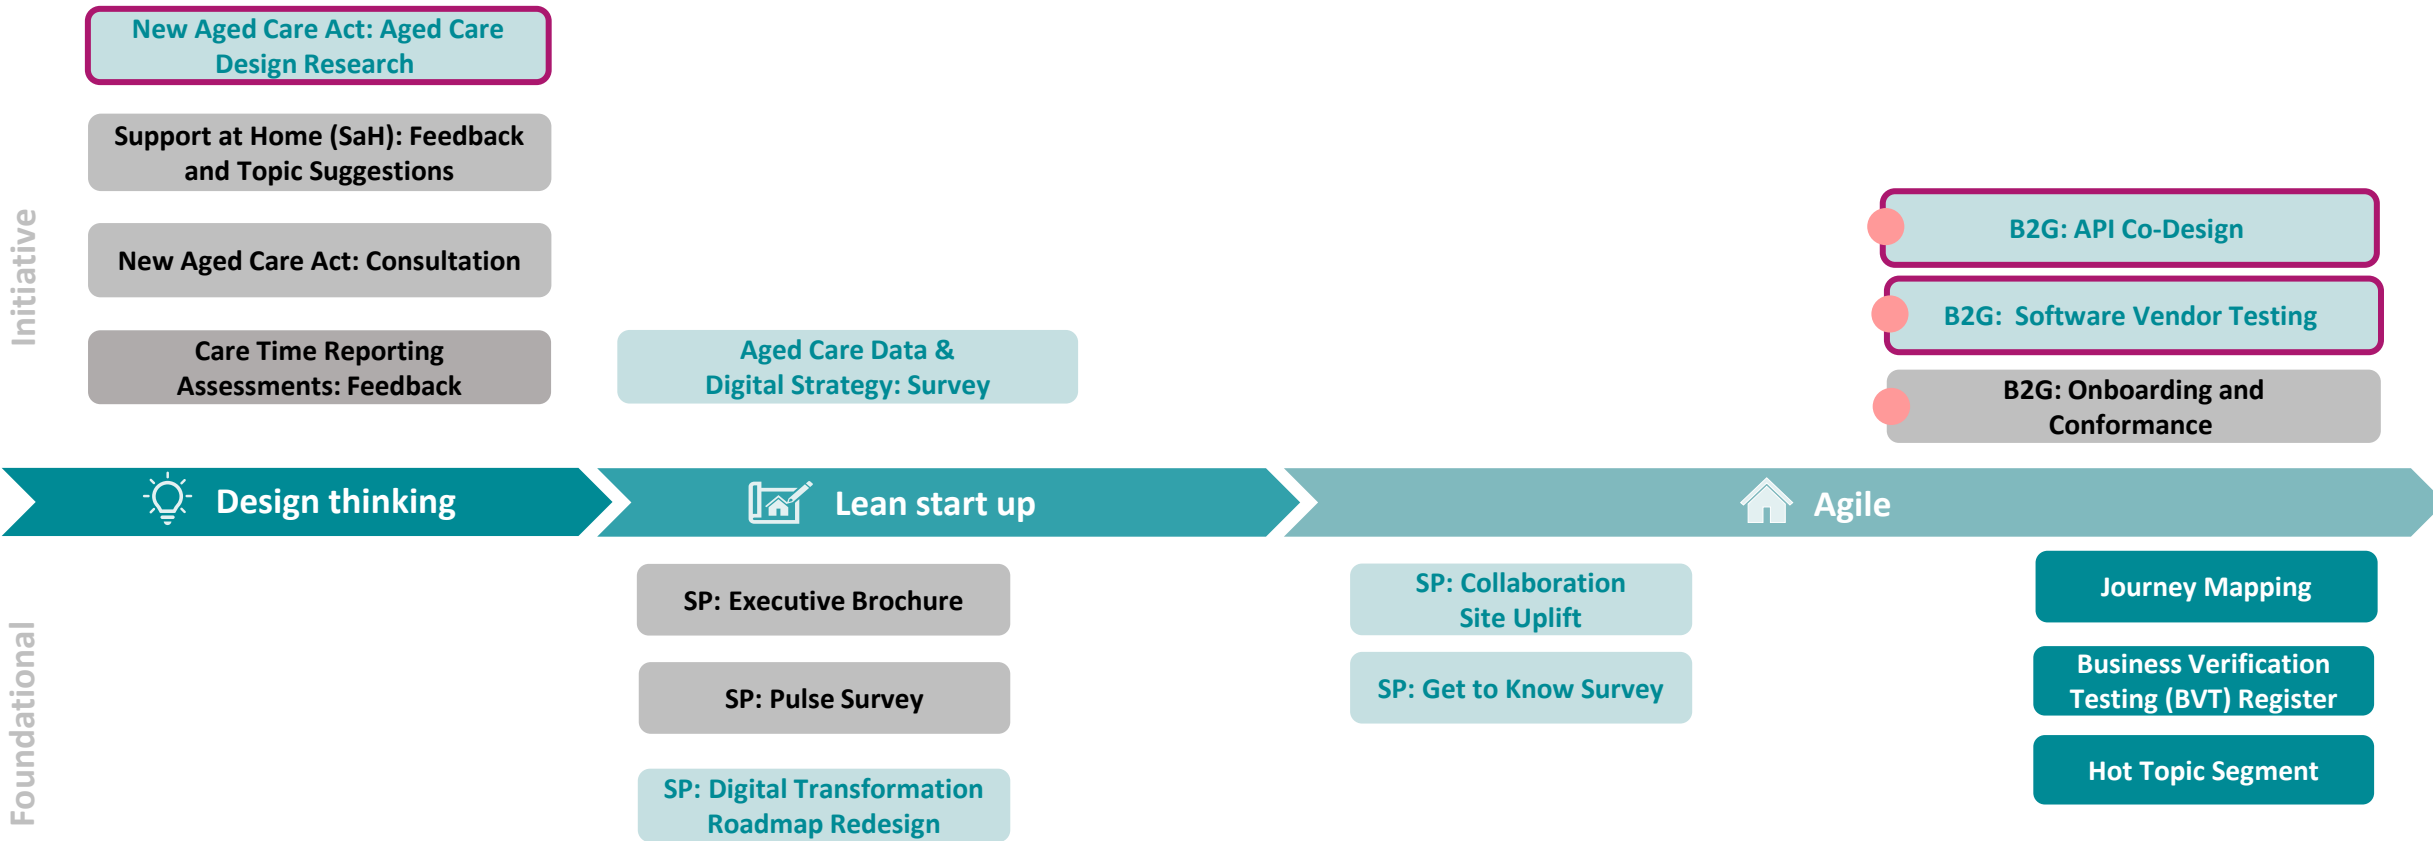 New Aged Care Act: Aged Care
Design Research
Support at Home (SaH): Feedback
and Topic Suggestions
New Aged Care Act: Consultation
Care Time Reporting
Assessments: Feedback
Initiative
Aged Care Data &
Digital Strategy: Survey
B2G: API Co-Design
B2G:  Software Vendor Testing
B2G: Onboarding and
Conformance
Design thinking
Lean start up
Agile
Foundational
SP: Executive Brochure
SP: Pulse Survey
SP: Digital Transformation
Roadmap Redesign
SP: Collaboration
Site Uplift
SP: Get to Know Survey
Journey Mapping
Business Verification
Testing (BVT) Register
Hot Topic Segment